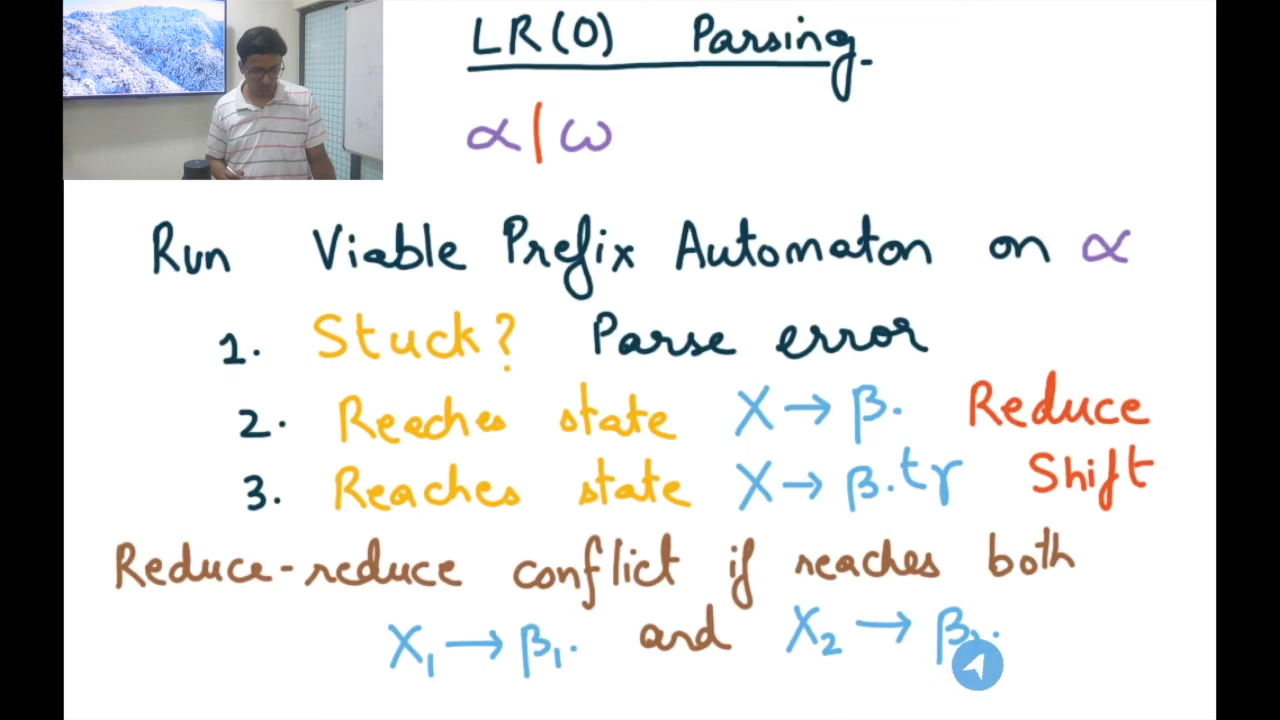 LR(0) Parsing
α|ω
Run Viable Prefix Automaton on α
1. Stuck? Parse error
2. Reaches state X → β. Reduce
3. Reaches state X → β.tγ Shift
Reduce-reduce conflict if reaches both
X₁ → β₁. and X₂ → β₂.